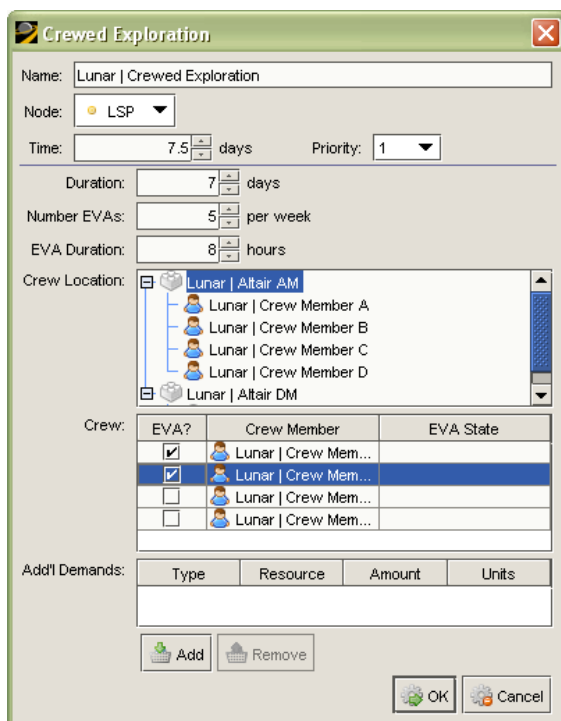 Crewed Exploration
Name: Lunar | Crewed Exploration
Node: LSP
Time: 7.5 days Priority: 1
Duration: 7 days
Number EVAs: 5 per week
EVA Duration: 8 hours
Crew Location: Lunar | Altair AM
Lunar | Crew Member A
Lunar | Crew Member B
Lunar | Crew Member C
Lunar | Crew Member D
Lunar | Altair DM
Crew: EVA? Crew Member EVA State
Lunar | Crew Mem...
Lunar | Crew Mem...
Lunar | Crew Mem...
Lunar | Crew Mem...
Add'l Demands: Type Resource Amount Units
Add Remove
OK Cancel